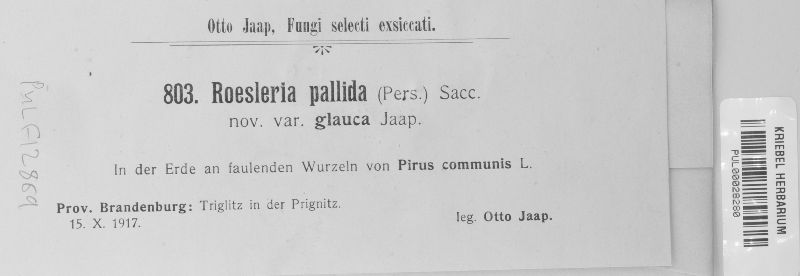 Otto Jaap, Fungi selecti exsiccati.
803. Roesleria pallida (Pers.) Sacc.
nov. var. glauca Jaap.
In der Erde an faulenden Wurzeln von Pirus communis L.
Prov. Brandenburg: Triglitz in der Prignitz.
15. X. 1917.
leg. Otto Jaap.
PUL F12869
KRIEBEL HERBARIUM
PUL00028280